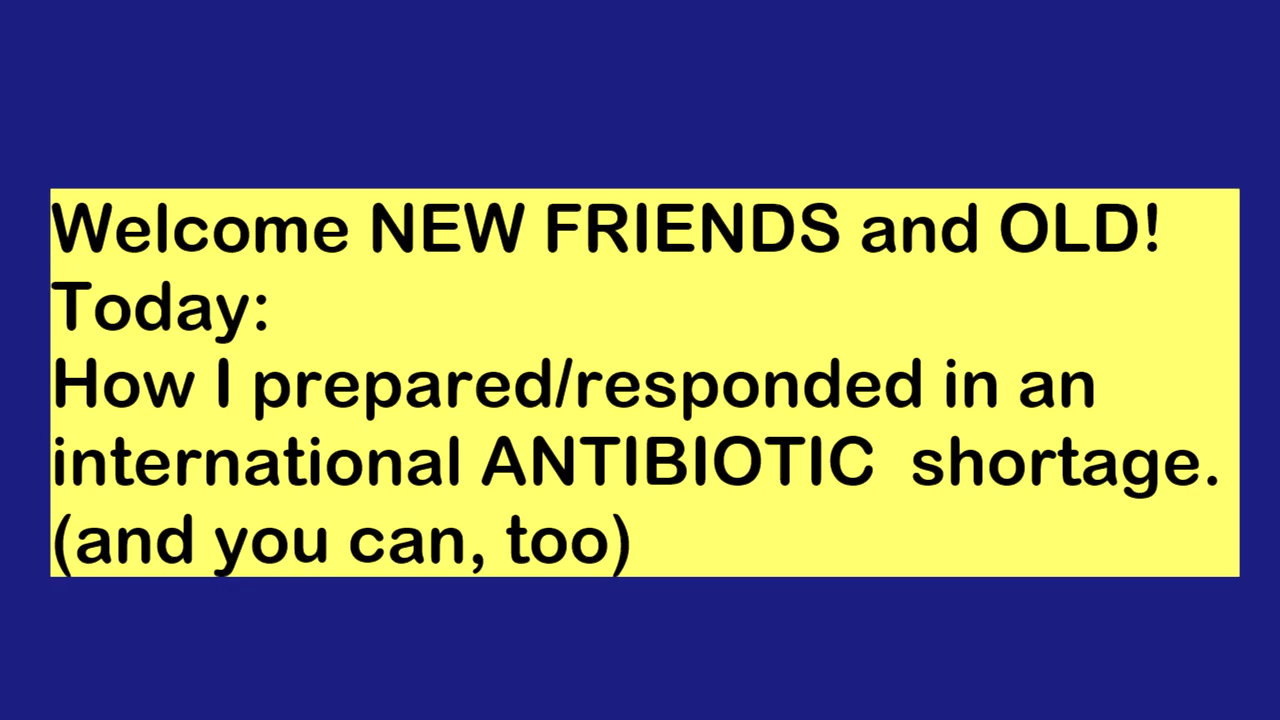 Welcome NEW FRIENDS and OLD!
Today:
How I prepared/responded in an
international ANTIBIOTIC  shortage.
(and you can, too)